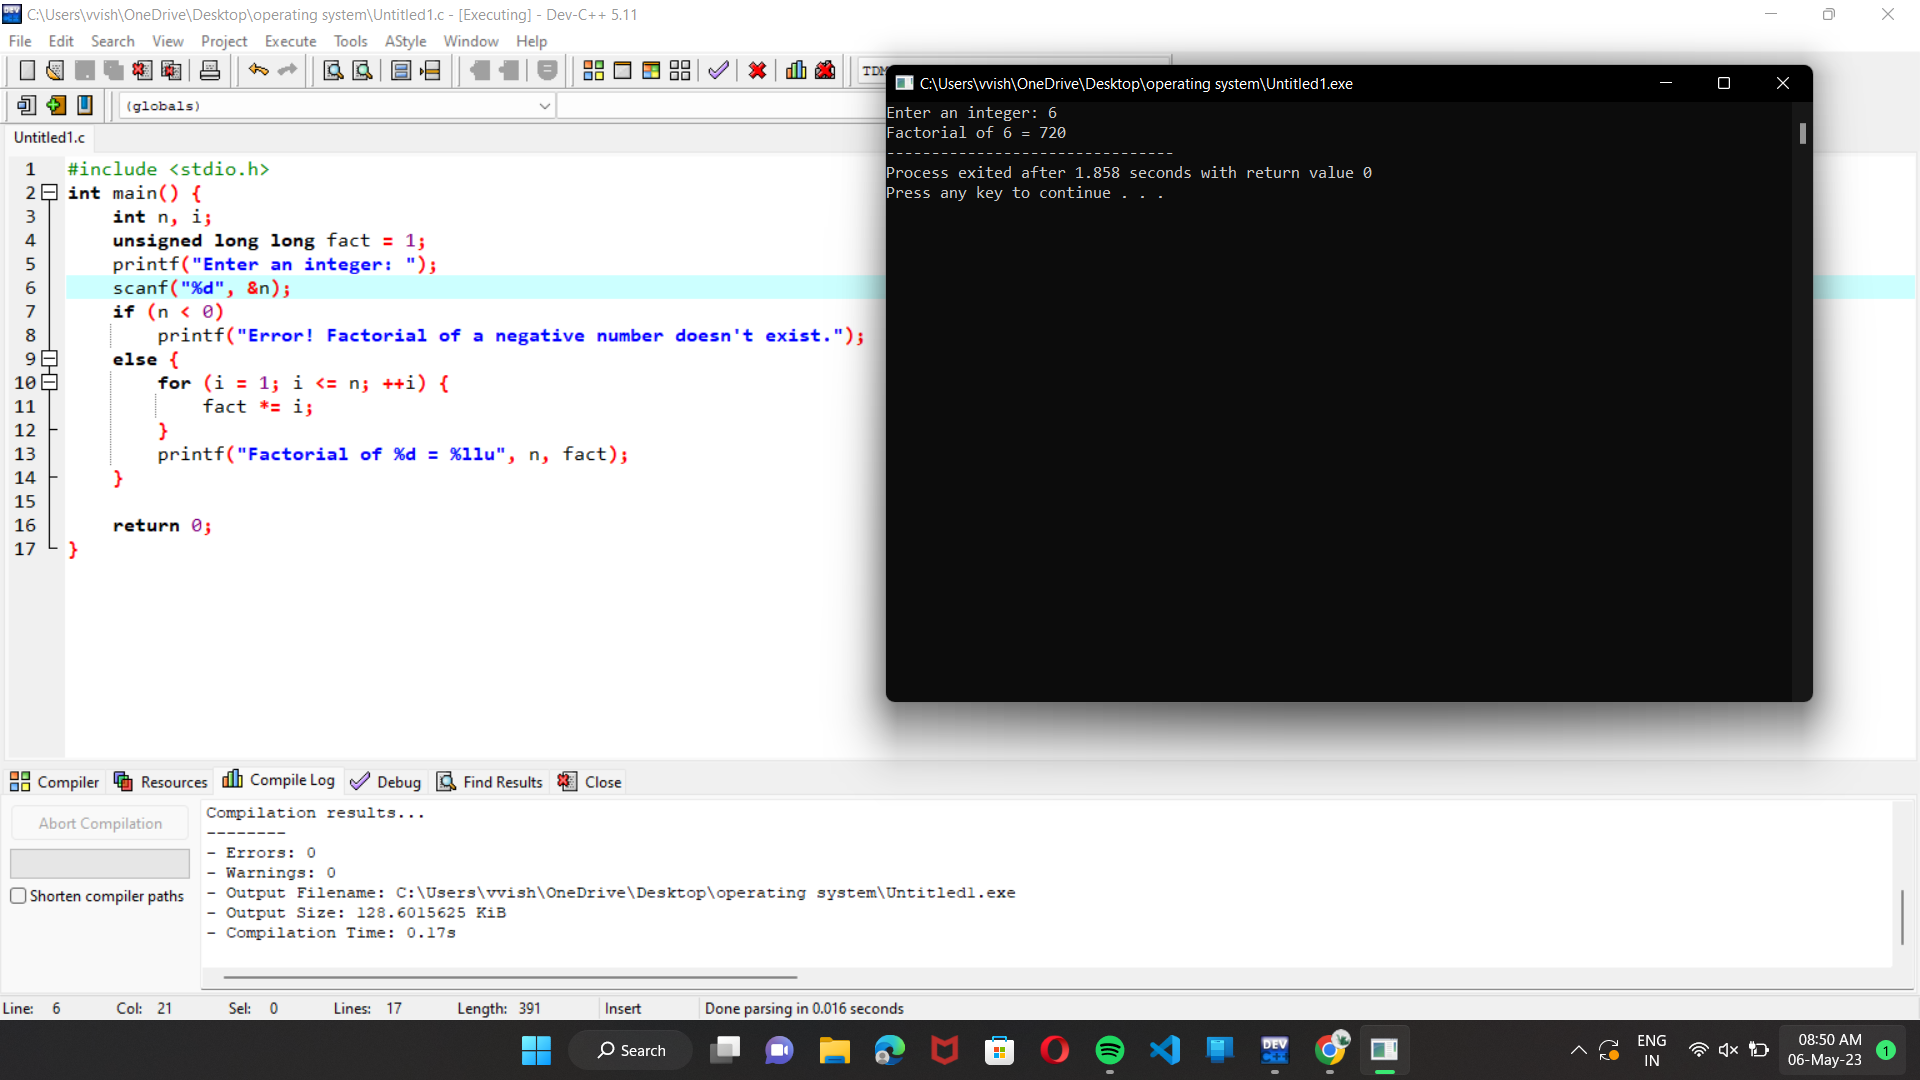 C:\Users\vvish\OneDrive\Desktop\operating system\Untitled1.c - [Executing] - Dev-C++ 5.11
File Edit Search View Project Execute Tools AStyle Window Help
TDM
(globals)
Untitled1.c
1 #include <stdio.h>
2 int main() {
3 int n, i;
4 unsigned long long fact = 1;
5 printf("Enter an integer: ");
6 scanf("%d", &n);
7 if (n < 0)
8 printf("Error! Factorial of a negative number doesn't exist.");
9 else {
10 for (i = 1; i <= n; ++i) {
11 fact *= i;
12 }
13 printf("Factorial of %d = %llu", n, fact);
14 }
15
16 return 0;
17 }
C:\Users\vvish\OneDrive\Desktop\operating system\Untitled1.exe
Enter an integer: 6
Factorial of 6 = 720
--------------------------------
Process exited after 1.858 seconds with return value 0
Press any key to continue . . .
Compiler Resources Compile Log Debug Find Results Close
Abort Compilation
Shorten compiler paths
Compilation results...
--------
- Errors: 0
- Warnings: 0
- Output Filename: C:\Users\vvish\OneDrive\Desktop\operating system\Untitled1.exe
- Output Size: 128.6015625 KiB
- Compilation Time: 0.17s
Line: 6 Col: 21 Sel: 0 Lines: 17 Length: 391 Insert Done parsing in 0.016 seconds
Search
DEV
C++
ENG
IN
08:50 AM
06-May-23
1